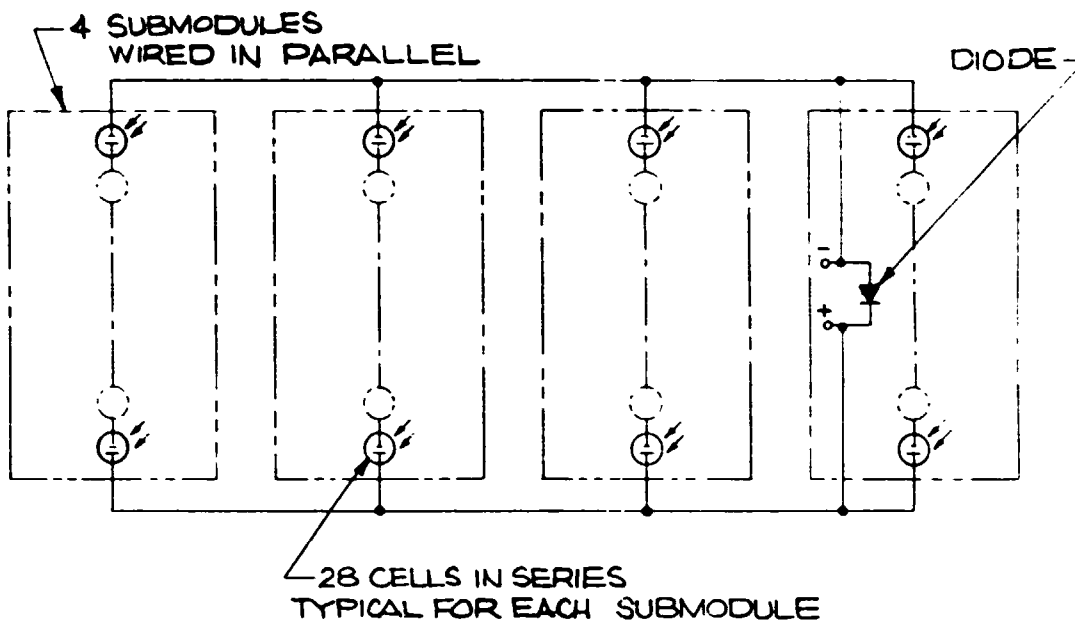 4 SUBMODULES
WIRED IN PARALLEL
DIODE
-
+
28 CELLS IN SERIES
TYPICAL FOR EACH SUBMODULE